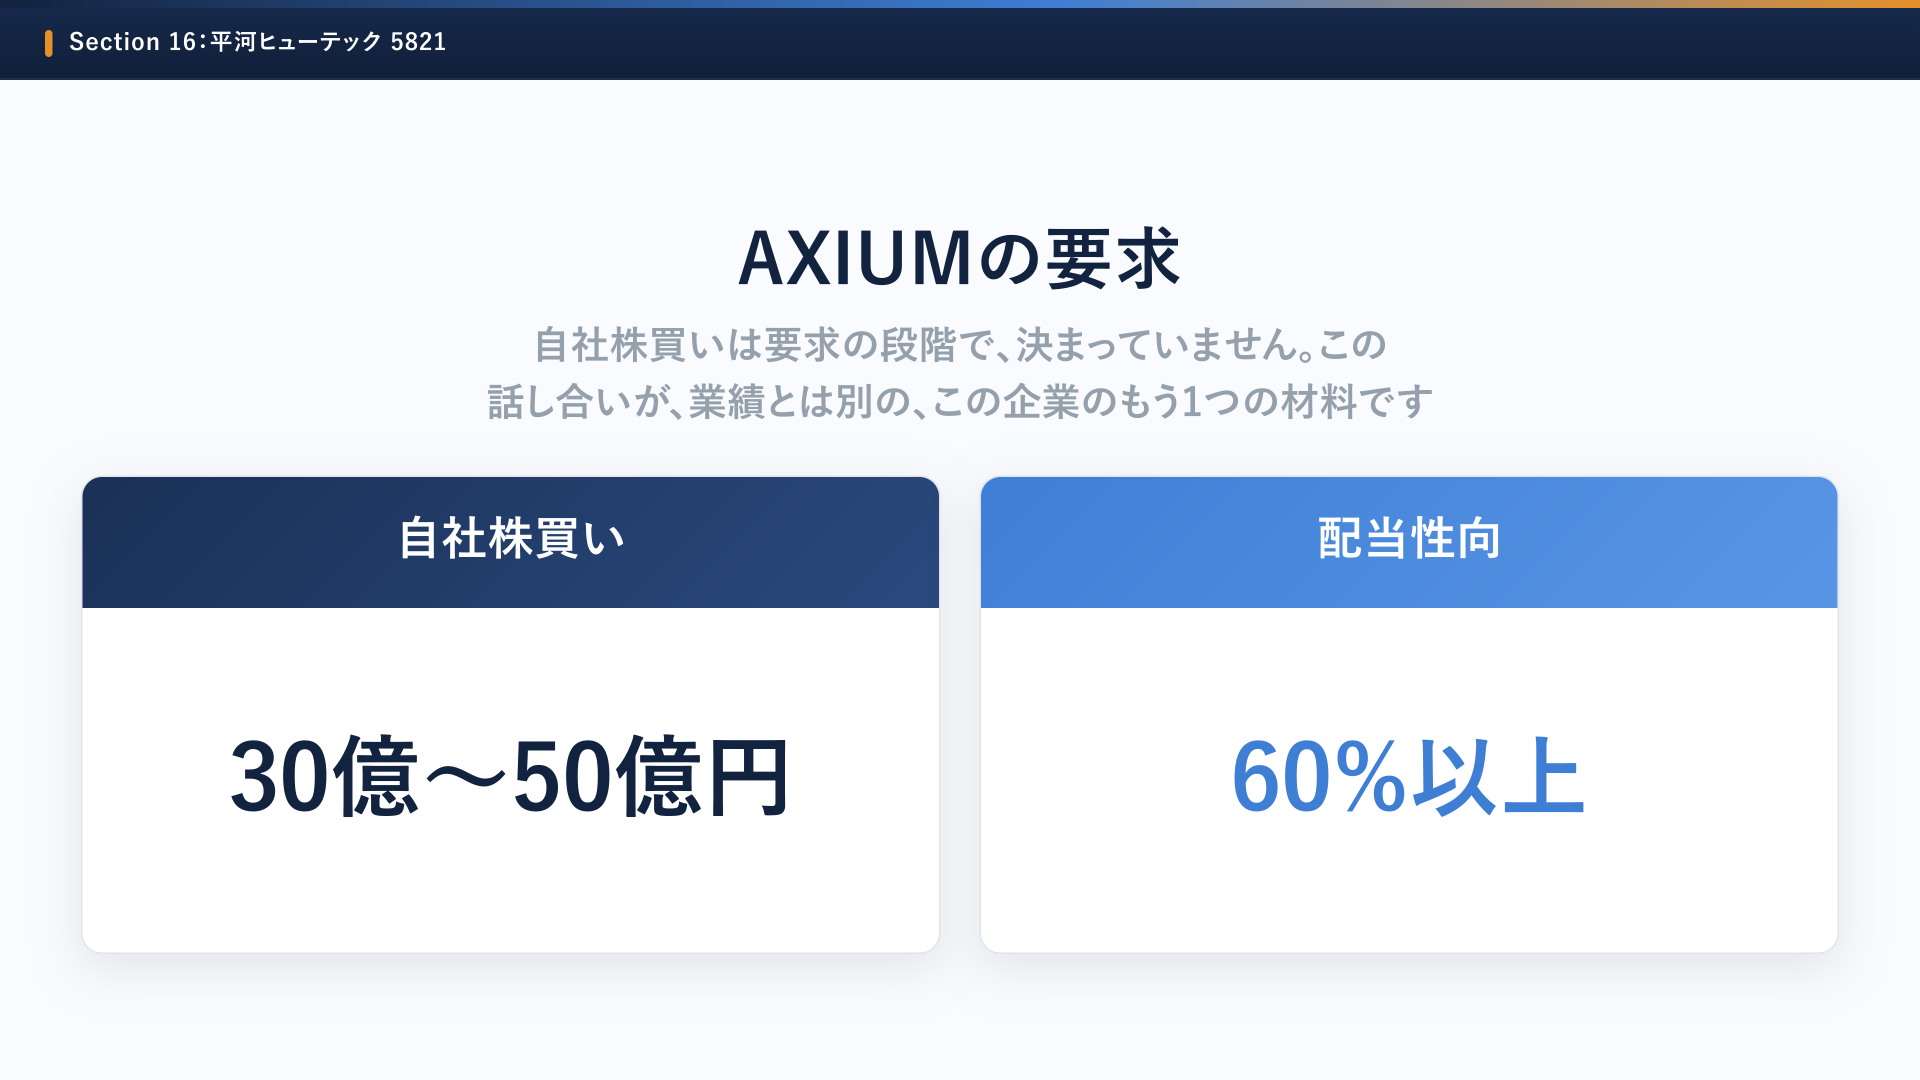 Section 16：平河ヒューテック 5821
AXIUMの要求
自社株買いは要求の段階で、決まっていません。この
話し合いが、業績とは別の、この企業のもう1つの材料です
自社株買い
配当性向
30億〜50億円
60%以上